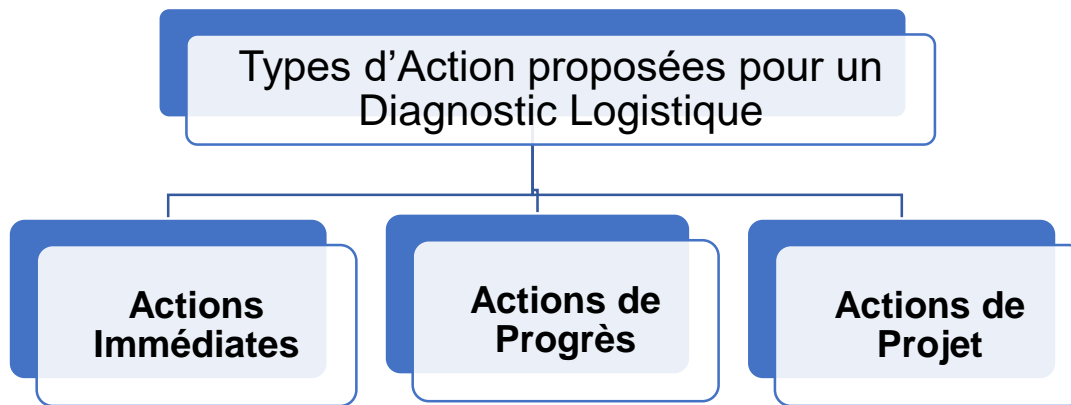 Types d’Action proposées pour un
Diagnostic Logistique
Actions
Immédiates
Actions de
Progrès
Actions de
Projet